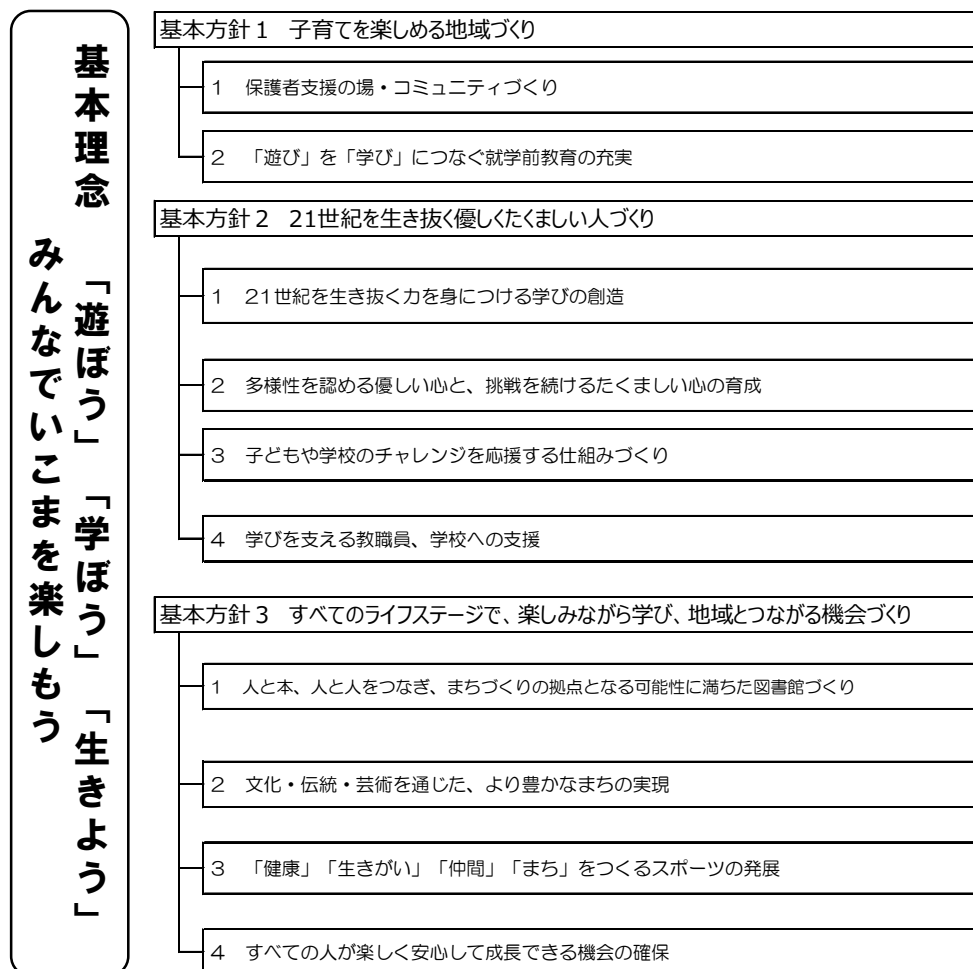 基本理念　「遊ぼう」　「学ぼう」　「生きよう」
みんなでいこまを楽しもう
基本方針１　子育てを楽しめる地域づくり
１　保護者支援の場・コミュニティづくり
２　「遊び」を「学び」につなぐ就学前教育の充実
基本方針２　21世紀を生き抜く優しくたくましい人づくり
１　21世紀を生き抜く力を身につける学びの創造
２　多様性を認める優しい心と、挑戦を続けるたくましい心の育成
３　子どもや学校のチャレンジを応援する仕組みづくり
４　学びを支える教職員、学校への支援
基本方針３　すべてのライフステージで、楽しみながら学び、地域とつながる機会づくり
１　人と本、人と人をつなぎ、まちづくりの拠点となる可能性に満ちた図書館づくり
２　文化・伝統・芸術を通じた、より豊かなまちの実現
３　「健康」「生きがい」「仲間」「まち」をつくるスポーツの発展
４　すべての人が楽しく安心して成長できる機会の確保